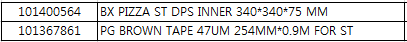 101400564 BX PIZZA ST DPS INNER 340*340*75 MM
101367861 PG BROWN TAPE 47UM 254MM*0.9M FOR ST